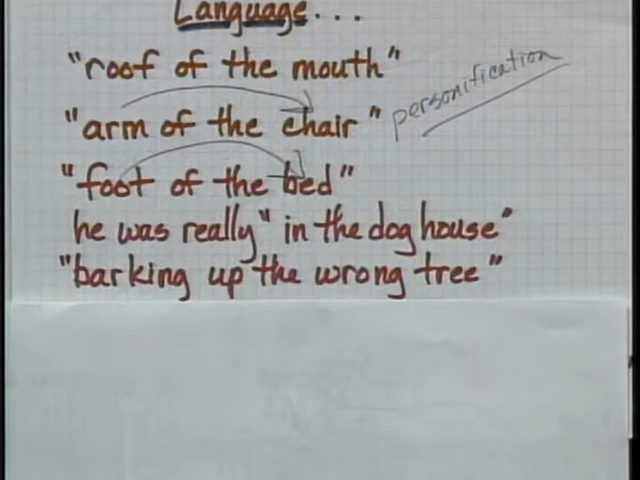 Language...
"roof of the mouth"
"arm of the chair" personification
"foot of the bed"
he was really "in the dog house"
"barking up the wrong tree"